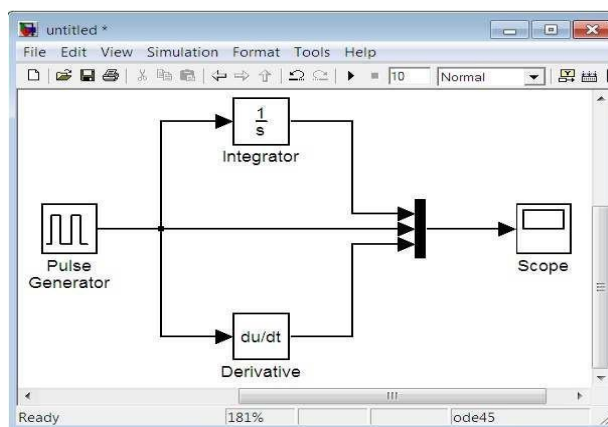 untitled *
File Edit View Simulation Format Tools Help
10 Normal
1
s
Integrator
Pulse
Generator
Scope
du/dt
Derivative
Ready 181% ode45